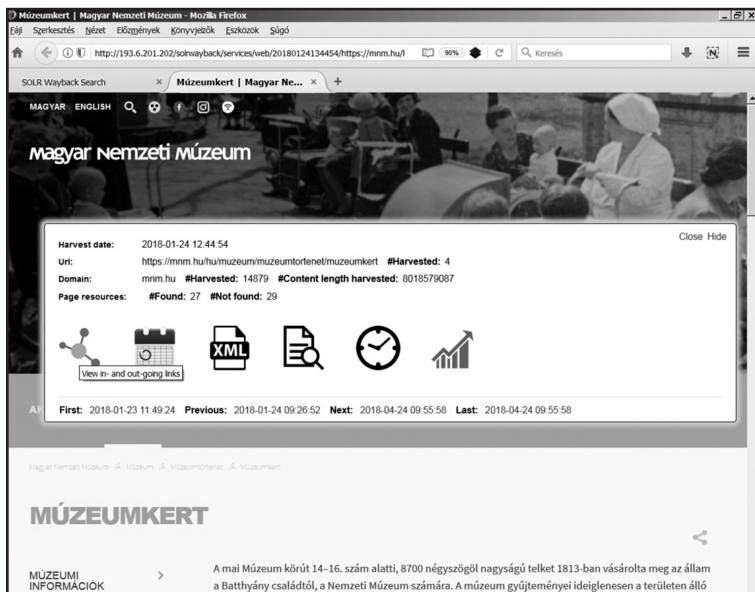 Múzeumkert | Magyar Nemzeti Múzeum - Mozilla Firefox
Fájl Szerkesztés Nézet Előzmények Könyvjelzők Eszközök Súgó
http://193.6.201.202/solrwayback/services/web/20180124134454/https://mnm.hu/l 90% Keresés
SOLR Wayback Search × Múzeumkert | Magyar Ne... × +
MAGYAR ENGLISH
Magyar Nemzeti Múzeum
Close Hide
Harvest date: 2018-01-24 12:44:54
Url: https://mnm.hu/hu/muzeum/muzeumtortenet/muzeumkert #Harvested: 4
Domain: mnm.hu #Harvested: 14879 #Content length harvested: 8018579087
Page resources: #Found: 27 #Not found: 29
XML
View in- and out-going links
First: 2018-01-23 11:49:24 Previous: 2018-01-24 09:26:52 Next: 2018-04-24 09:55:58 Last: 2018-04-24 09:55:58
Magyar Nemzeti Múzeum Múzeum Múzeumtörténet Múzeumkert
MÚZEUMKERT
MÚZEUMI
INFORMÁCIÓK
A mai Múzeum körút 14–16. szám alatti, 8700 négyszögöl nagyságú telket 1813-ban vásárolta meg az állam
a Batthyány családtól, a Nemzeti Múzeum számára. A múzeum gyűjteményei ideiglenesen a területen álló